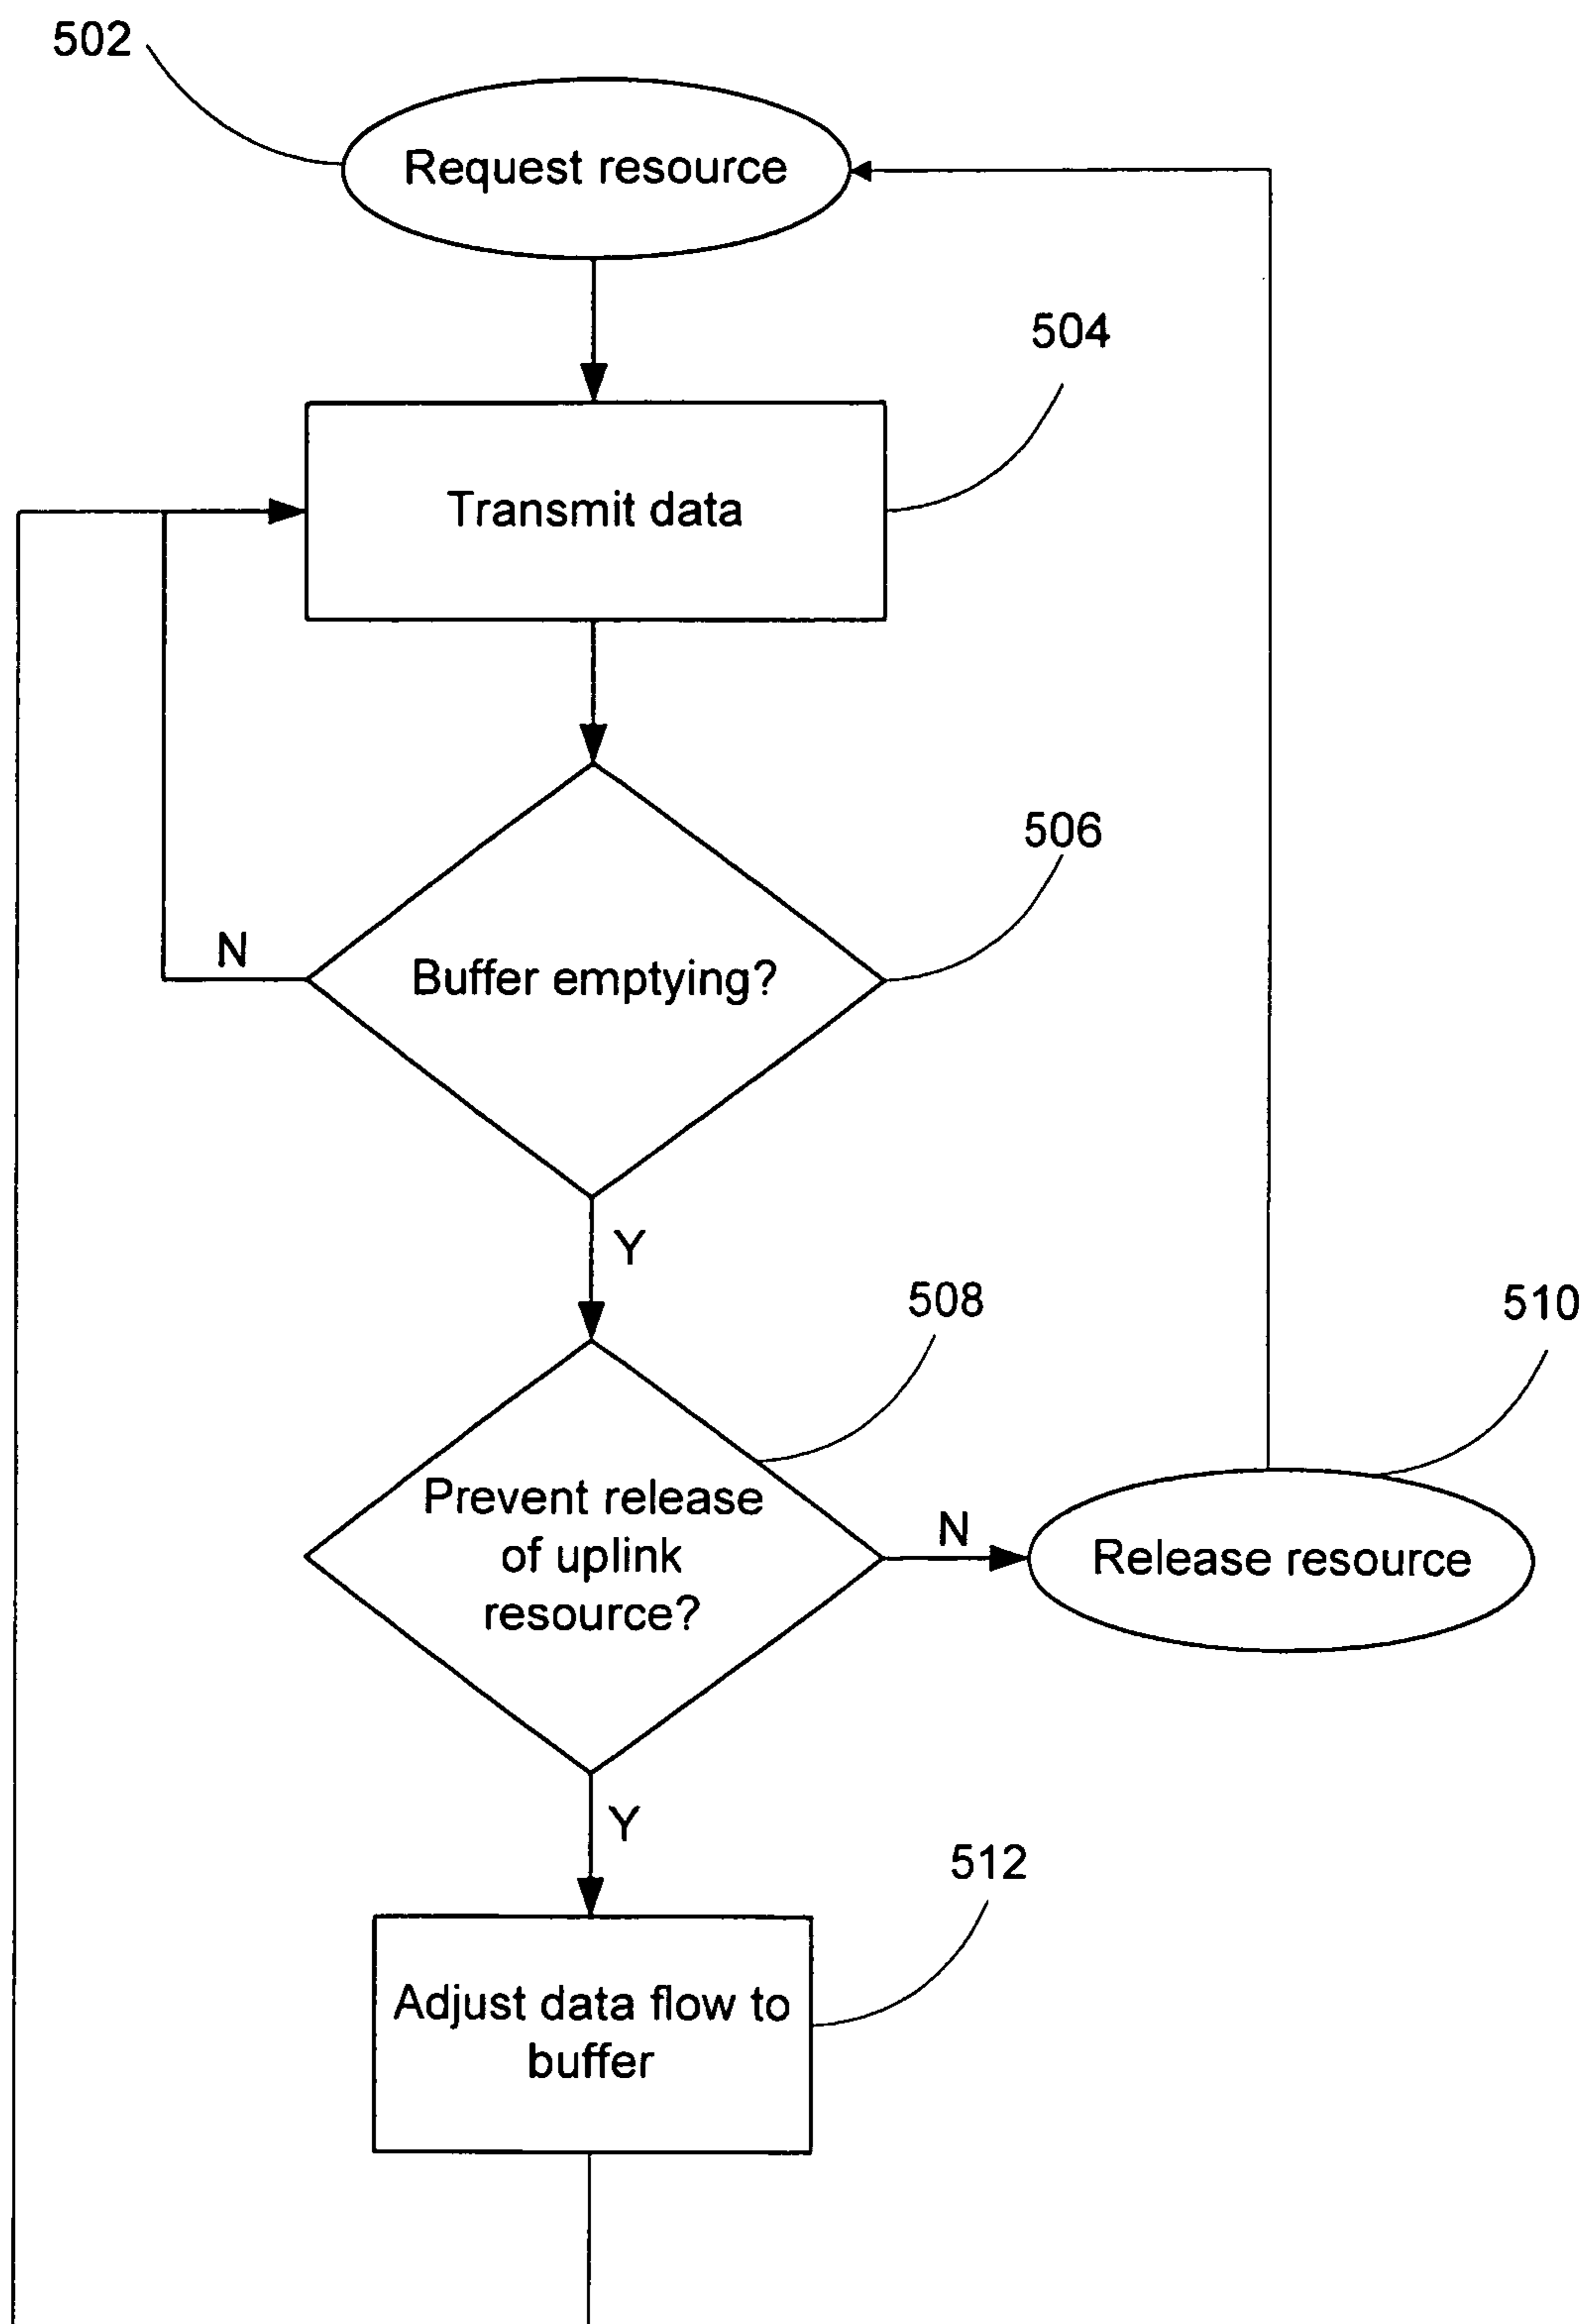 502
Request resource
504
Transmit data
506
N
Buffer emptying?
Y
508
510
Prevent release
of uplink
resource?
N
Release resource
Y
512
Adjust data flow to
buffer